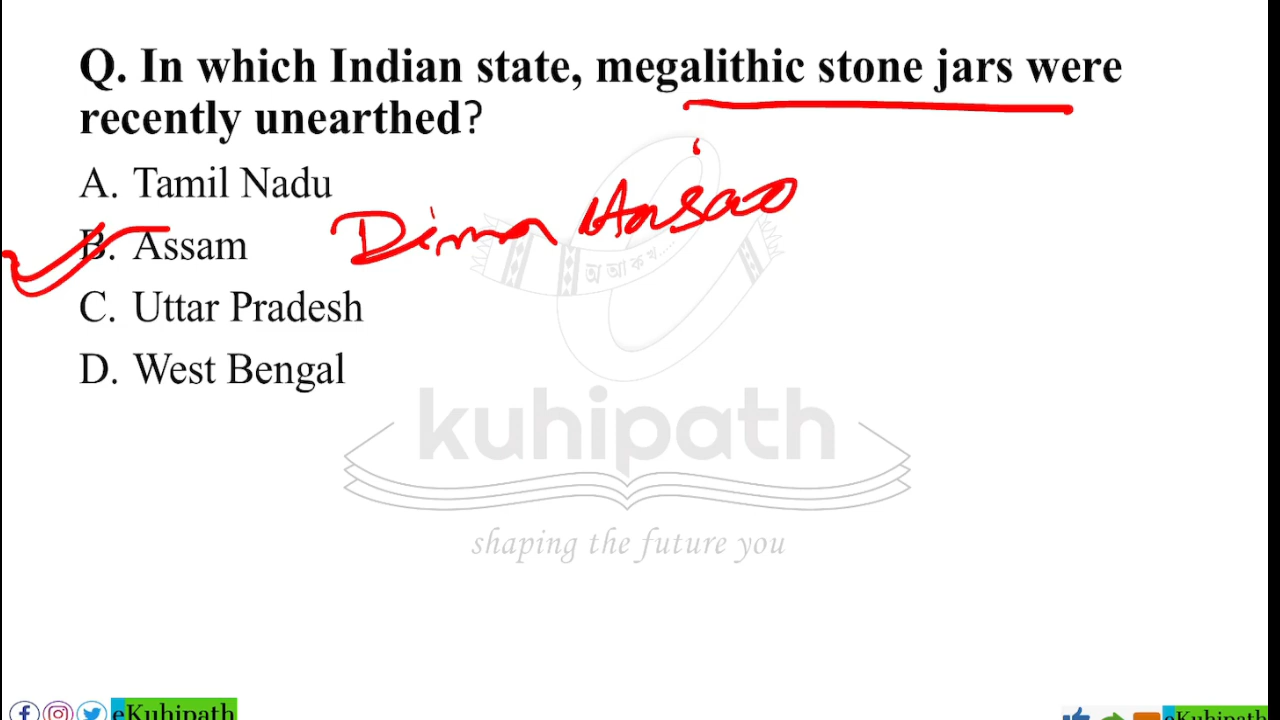 Q. In which Indian state, megalithic stone jars were
recently unearthed?
A. Tamil Nadu
B. Assam
Dima Hasao
C. Uttar Pradesh
D. West Bengal
অ আ ক খ....
kuhipath
shaping the future you
eKuhipath
eKuhipath